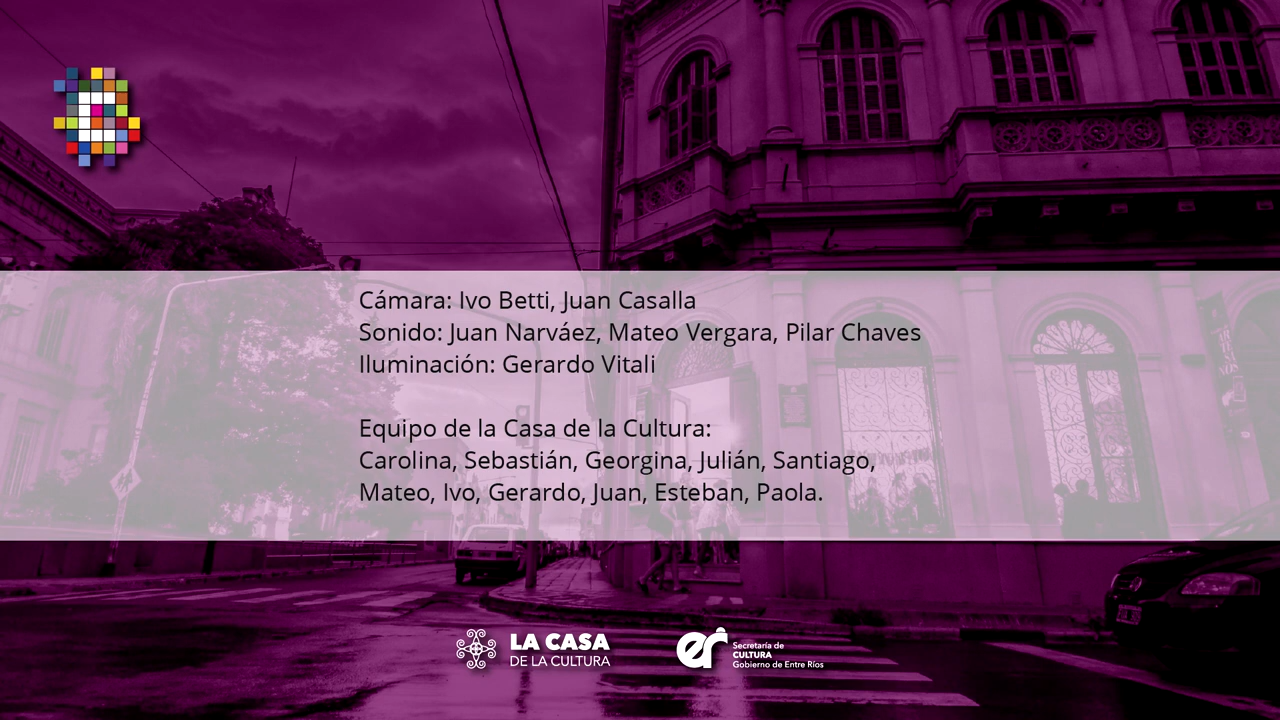 Cámara: Ivo Betti, Juan Casalla
Sonido: Juan Narváez, Mateo Vergara, Pilar Chaves
Iluminación: Gerardo Vitali
Equipo de la Casa de la Cultura:
Carolina, Sebastián, Georgina, Julián, Santiago,
Mateo, Ivo, Gerardo, Juan, Esteban, Paola.
LA CASA
DE LA CULTURA
er
Secretaría de
CULTURA
Gobierno de Entre Ríos